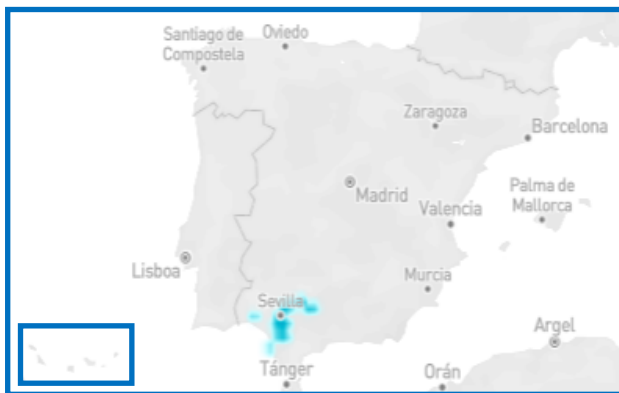 Santiago de
Compostela
Oviedo
Zaragoza
Barcelona
Madrid
Palma de
Mallorca
Valencia
Lisboa
Murcia
Sevilla
Argel
Tánger
Orán